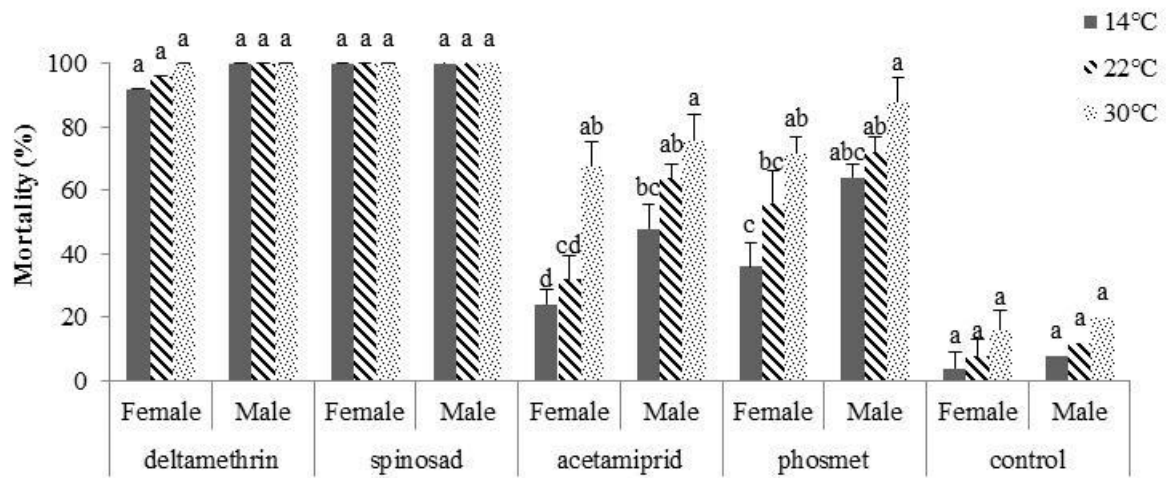 a a a a a a a a a a a a
14°C
22°C
30°C
100
80
60
40
20
0
Mortality (%)
d cd ab
bc ab a
c bc ab
abc ab a
a a a
a a a
Female Male Female Male Female Male Female Male Female Male
deltamethrin spinosad acetamiprid phosmet control